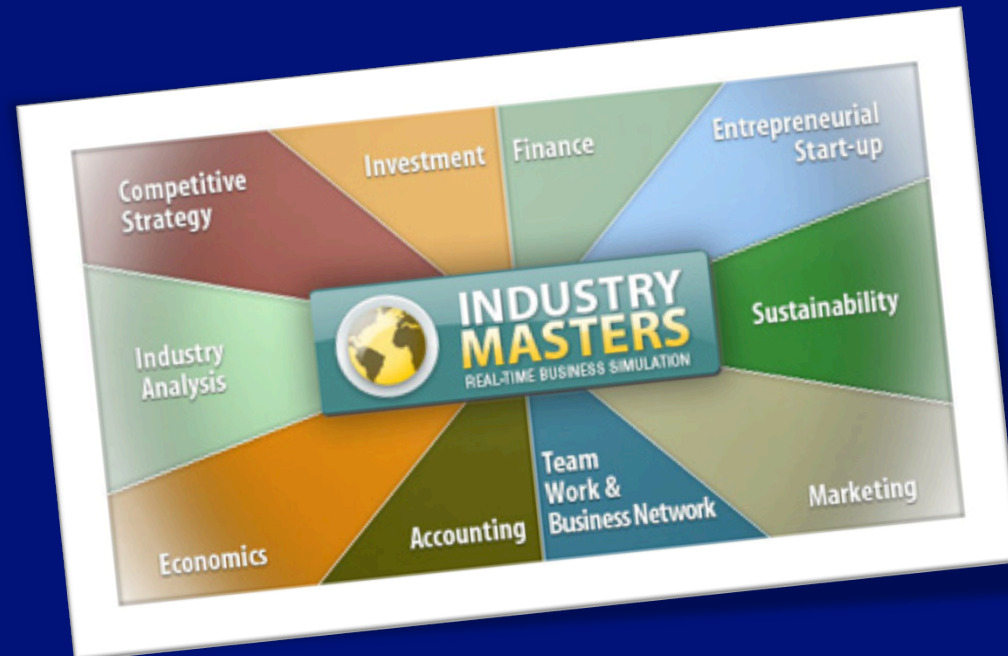 Competitive
Strategy
Investment
Finance
Entrepreneurial
Start-up
Industry
Analysis
INDUSTRY
MASTERS
REAL-TIME BUSINESS SIMULATION
Sustainability
Economics
Accounting
Team
Work &
Business Network
Marketing